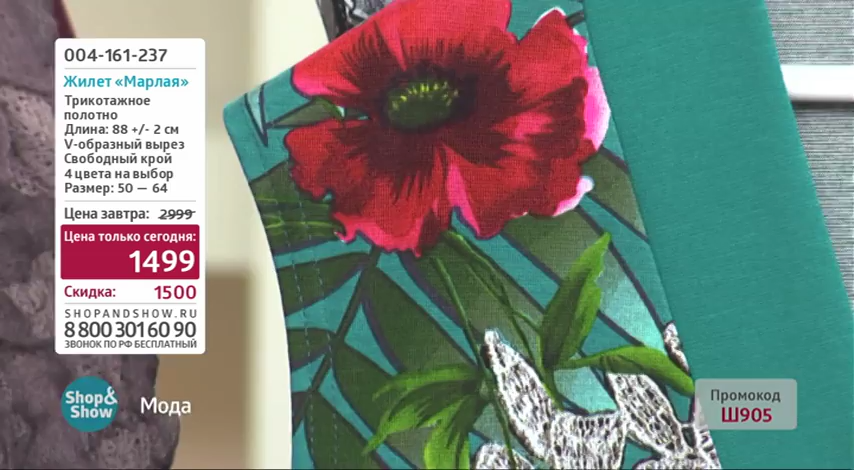 004-161-237
Жилет «Марлая»
Трикотажное
полотно
Длина: 88 +/- 2 см
V-образный вырез
Свободный крой
4 цвета на выбор
Размер: 50 — 64
Цена завтра: 2999
Цена только сегодня:
1499
Скидка: 1500
SHOPANDSHOW.RU
8 800 301 60 90
ЗВОНОК ПО РФ БЕСПЛАТНЫЙ
Shop&
Show
Мода
Промокод
Ш905